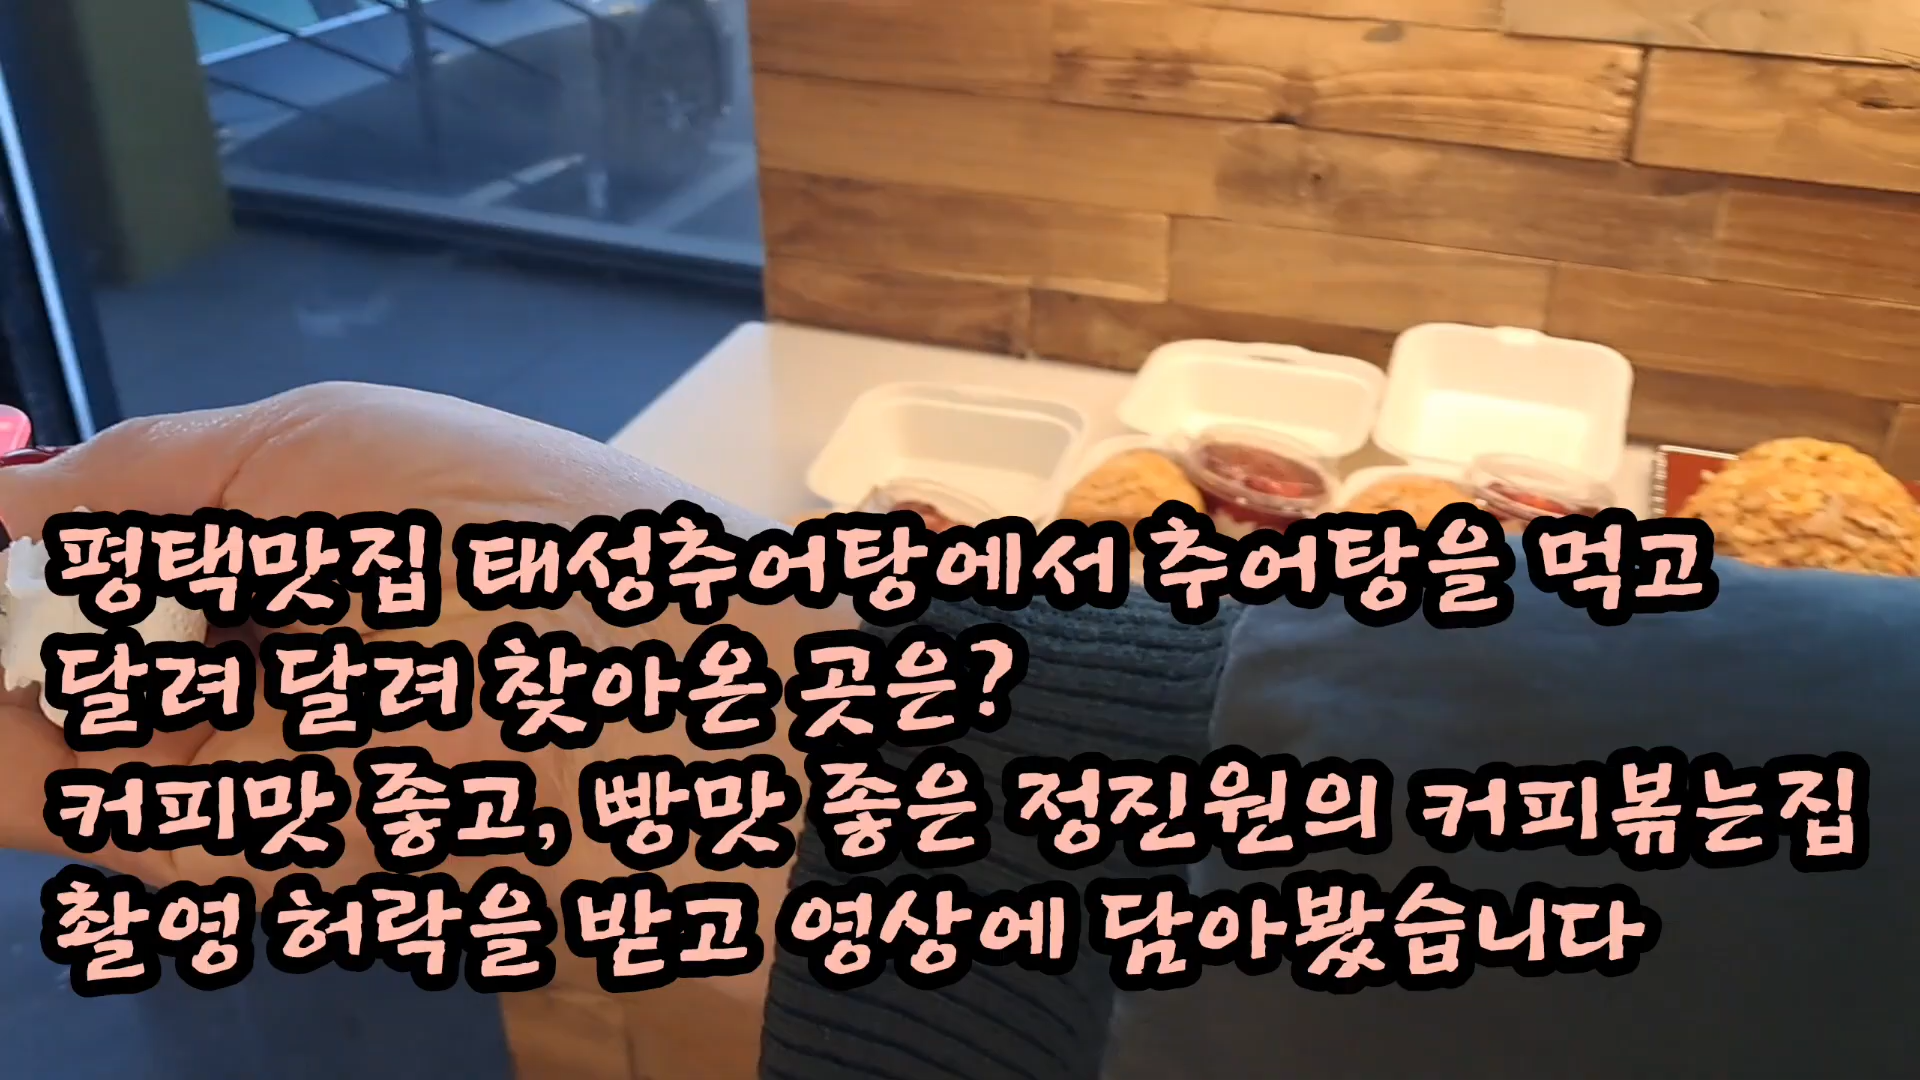 평택맛집 태성추어탕에서 추어탕을 먹고
달려 달려 찾아온 곳은?
커피맛 좋고, 빵맛 좋은 정진원의 커피볶는집
촬영 허락을 받고 영상에 담아봤습니다